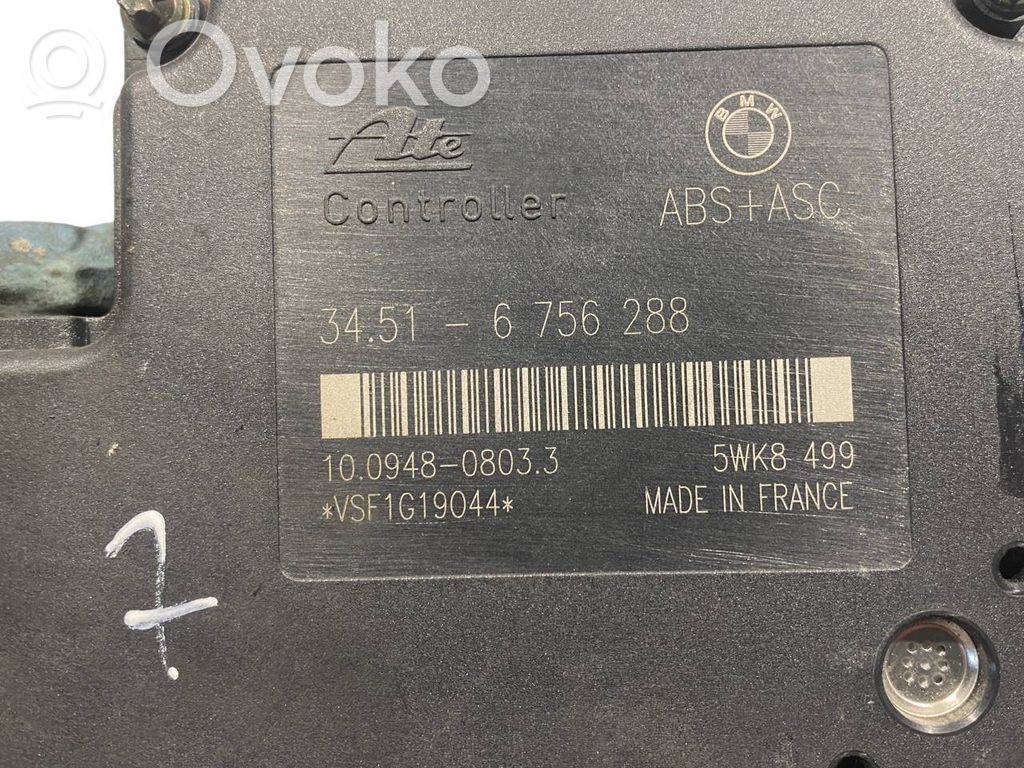 Ovoko
Ate
BMW
Controller
ABS+ASC
34.51 - 6 756 288
10.0948-0803.3
5WK8 499
*VSF1G19044*
MADE IN FRANCE
7.